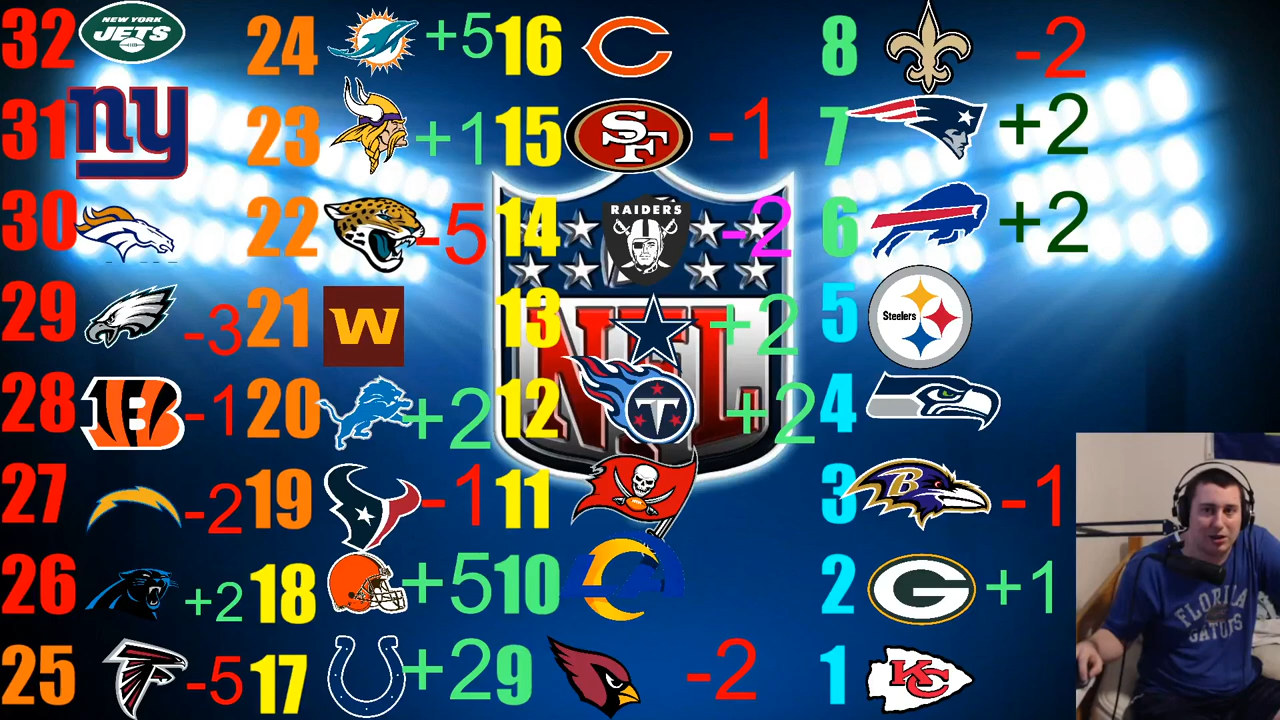 32 NEW YORK JETS 24 +5 16 8 -2
31 ny 23 +1 15 SF -1 7 +2
30 22 -5 14 RAIDERS -2 6 +2
29 -3 21 W 13 +2 5 Steelers
28 B -1 20 +2 12 T +2 4
27 -2 19 -1 11 3 B -1
26 +2 18 +5 10 2 G +1
25 -5 17 +2 9 -2 1 KC
NFL
FLORIDA
GATORS